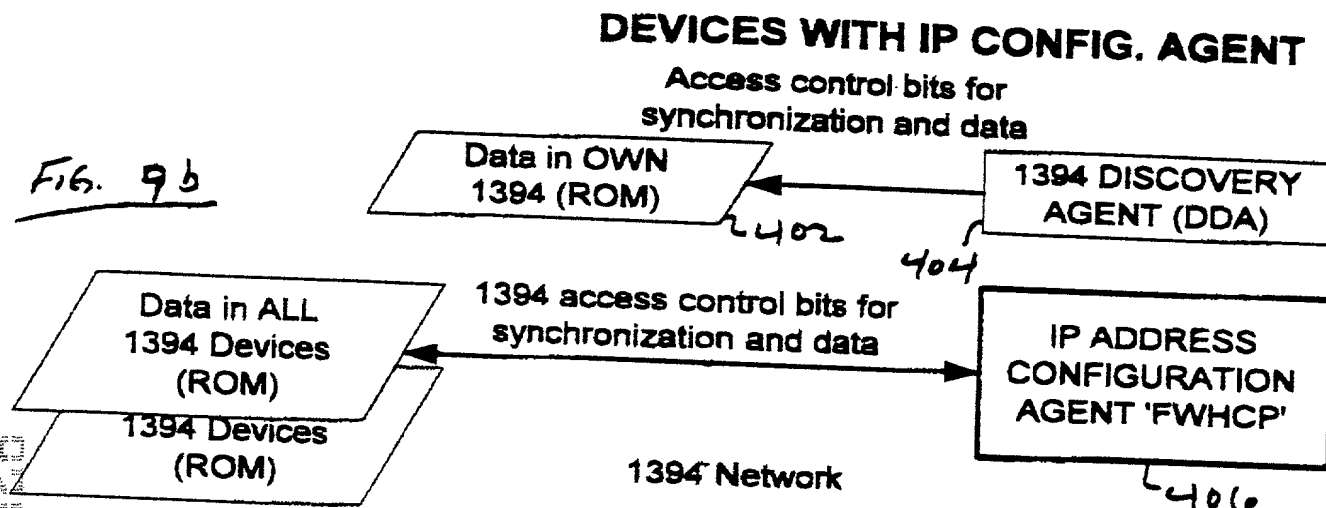 DEVICES WITH IP CONFIG. AGENT
Access control bits for
synchronization and data
FIG. 9b
Data in OWN
1394 (ROM)
402
1394 DISCOVERY
AGENT (DDA)
404
Data in ALL
1394 Devices
(ROM)
1394 Devices
(ROM)
1394 access control bits for
synchronization and data
IP ADDRESS
CONFIGURATION
AGENT 'FWHCP'
406
1394 Network